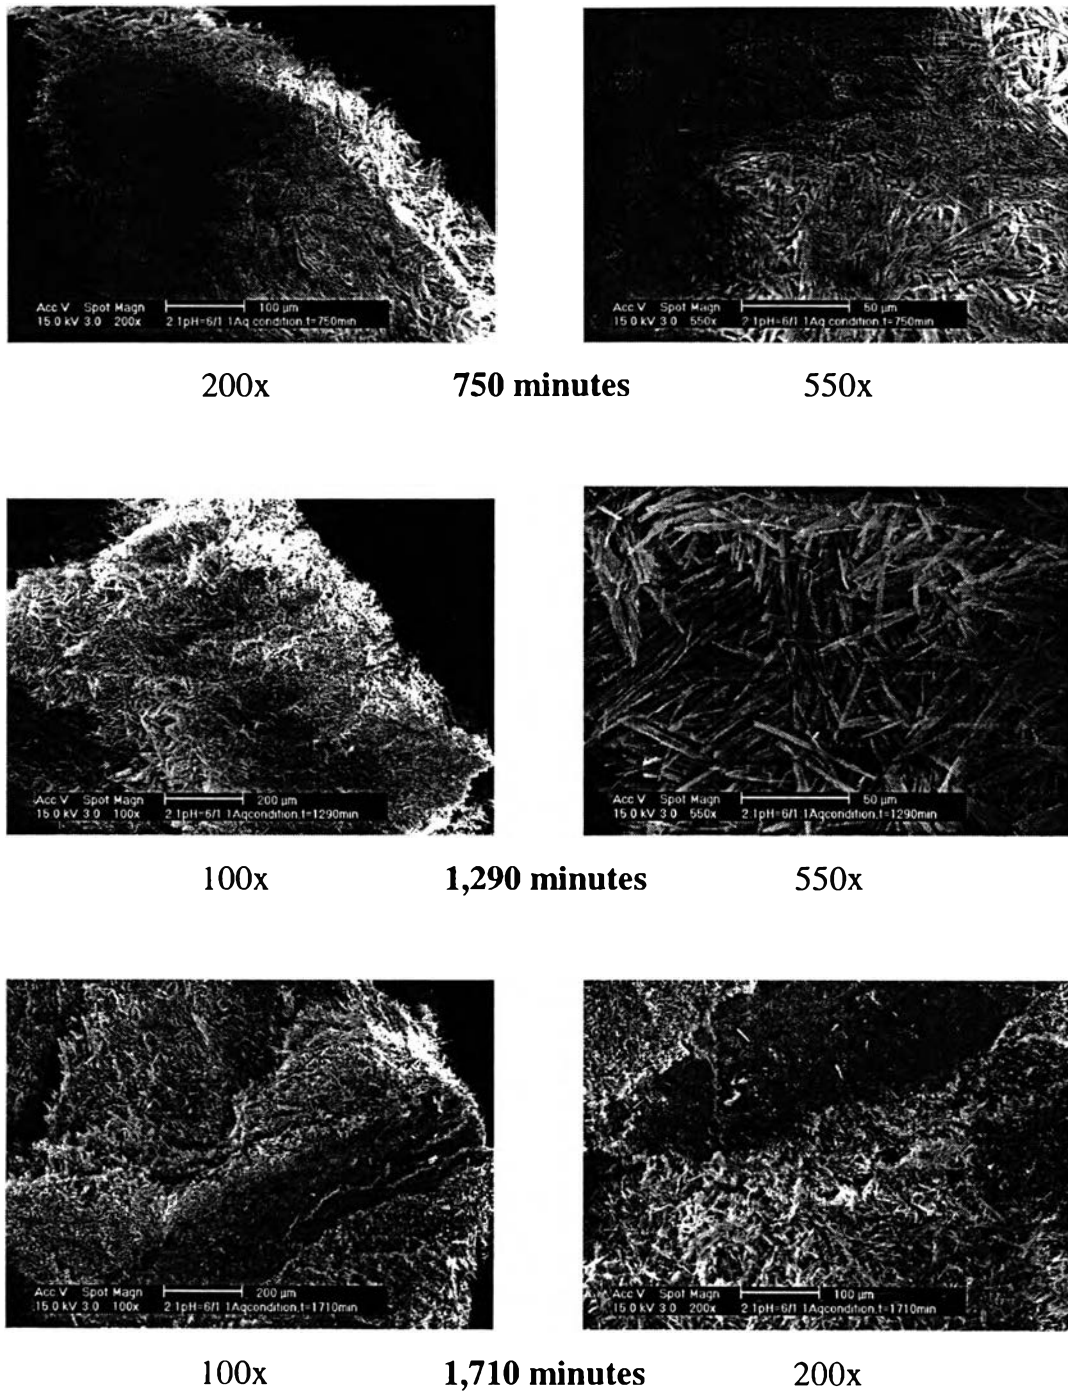 Acc V Spot Magn 100 µm
15.0 kV 3.0 200x 2.1pH=6/1.1Aq condition,t=750min
Acc V Spot Magn 50 µm
15.0 kV 3.0 550x 2.1pH=6/1.1Aq condition,t=750min
200x 750 minutes 550x
Acc V Spot Magn 200 µm
15.0 kV 3.0 100x 2.1pH=6/1.1Aqcondition,t=1290min
Acc V Spot Magn 50 µm
15.0 kV 3.0 550x 2.1pH=6/1.1Aqcondition,t=1290min
100x 1,290 minutes 550x
Acc V Spot Magn 200 µm
15.0 kV 3.0 100x 2.1pH=6/1.1Aqcondition,t=1710min
Acc V Spot Magn 100 µm
15.0 kV 3.0 200x 2.1pH=6/1.1Aqcondition,t=1710min
100x 1,710 minutes 200x